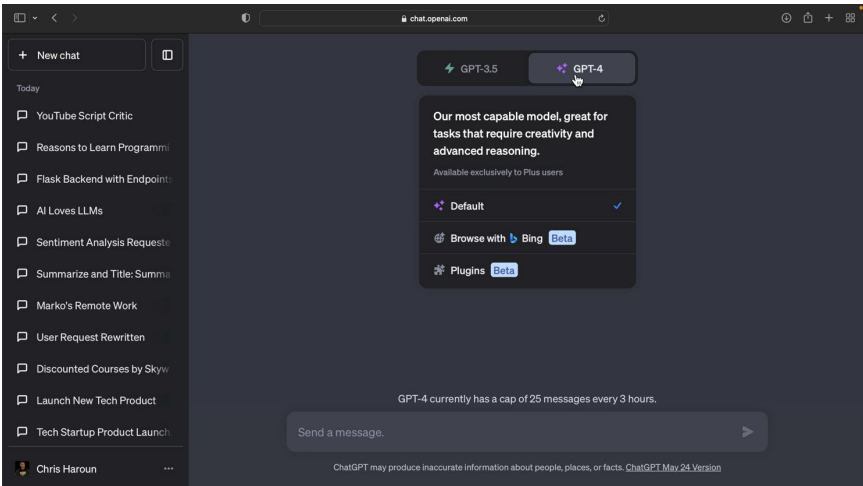 chat.openai.com
New chat
Today
YouTube Script Critic
Reasons to Learn Programmi
Flask Backend with Endpoints
AI Loves LLMs
Sentiment Analysis Requeste
Summarize and Title: Summa
Marko's Remote Work
User Request Rewritten
Discounted Courses by Skyw
Launch New Tech Product
Tech Startup Product Launch
Chris Haroun
GPT-3.5 GPT-4
Our most capable model, great for
tasks that require creativity and
advanced reasoning.
Available exclusively to Plus users
Default
Browse with Bing Beta
Plugins Beta
GPT-4 currently has a cap of 25 messages every 3 hours.
Send a message.
ChatGPT may produce inaccurate information about people, places, or facts. ChatGPT May 24 Version